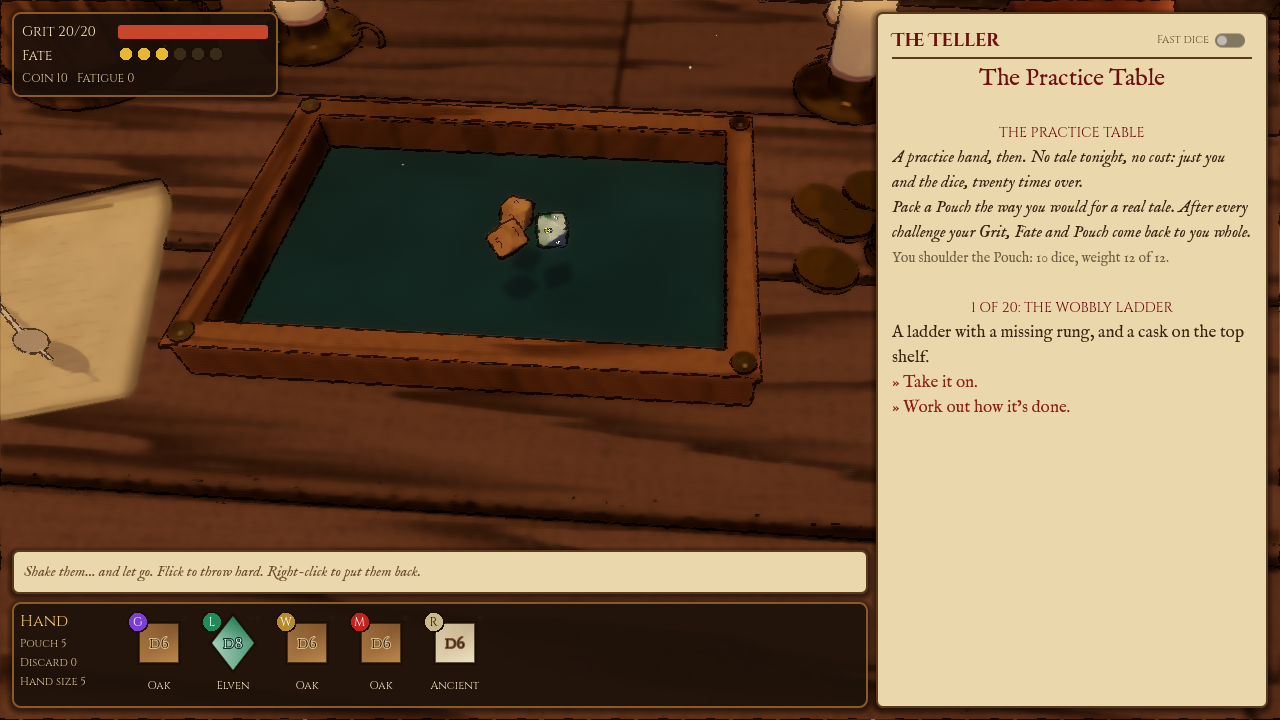 Grit 20/20
Fate
Coin 10 Fatigue 0
The Teller
Fast dice
The Practice Table
The Practice Table
A practice hand, then. No tale tonight, no cost: just you
and the dice, twenty times over.
Pack a Pouch the way you would for a real tale. After every
challenge your Grit, Fate and Pouch come back to you whole.
You shoulder the Pouch: 10 dice, weight 12 of 12.
1 of 20: The Wobbly Ladder
A ladder with a missing rung, and a cask on the top
shelf.
» Take it on.
» Work out how it's done.
Shake them... and let go. Flick to throw hard. Right-click to put them back.
Hand
Pouch 5
Discard 0
Hand size 5
G D6 Oak
L D8 Elven
W D6 Oak
M D6 Oak
R D6 Ancient